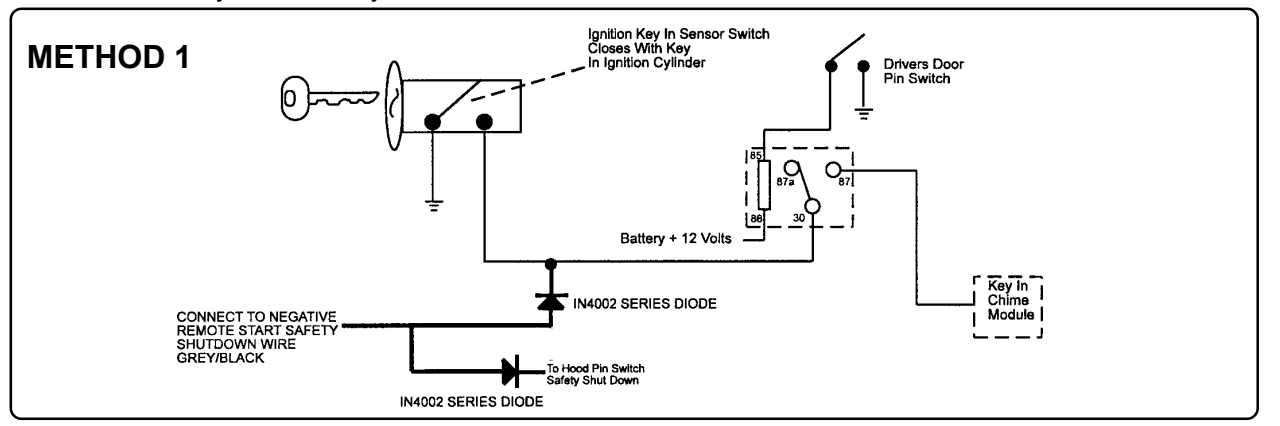 METHOD 1
Ignition Key In Sensor Switch
Closes With Key
In Ignition Cylinder
Drivers Door
Pin Switch
85
87a
87
86
30
Battery + 12 Volts
Key In
Chime
Module
IN4002 SERIES DIODE
CONNECT TO NEGATIVE
REMOTE START SAFETY
SHUTDOWN WIRE
GREY/BLACK
To Hood Pin Switch
Safety Shut Down
IN4002 SERIES DIODE